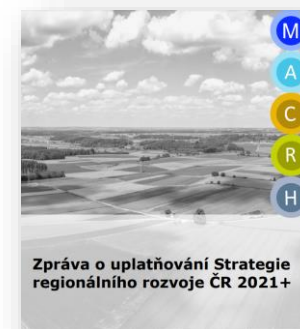 M
A
C
R
H
Zpráva o uplatňování Strategie
regionálního rozvoje ČR 2021+